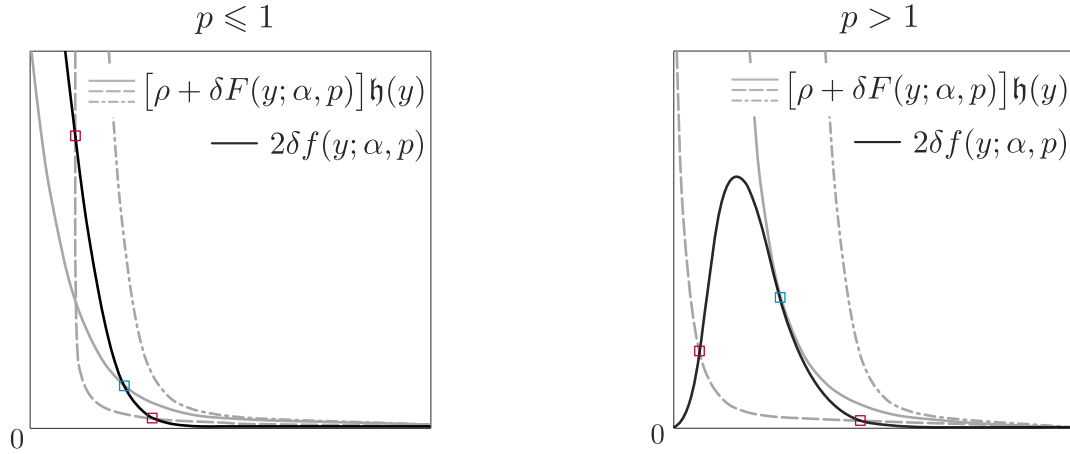 p ⩽ 1
[ρ + δF(y; α, p)]𝔥(y)
2δf(y; α, p)
0
p > 1
[ρ + δF(y; α, p)]𝔥(y)
2δf(y; α, p)
0